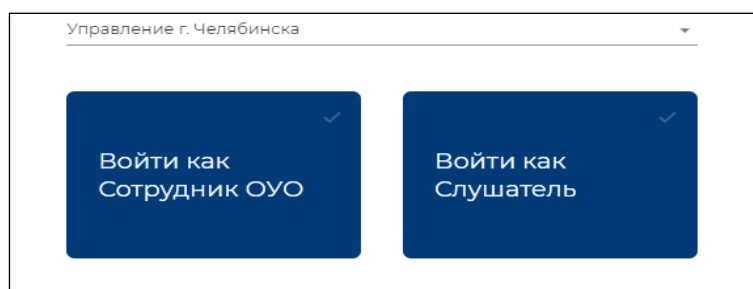 Управление г. Челябинска
Войти как
Сотрудник ОУО
Войти как
Слушатель